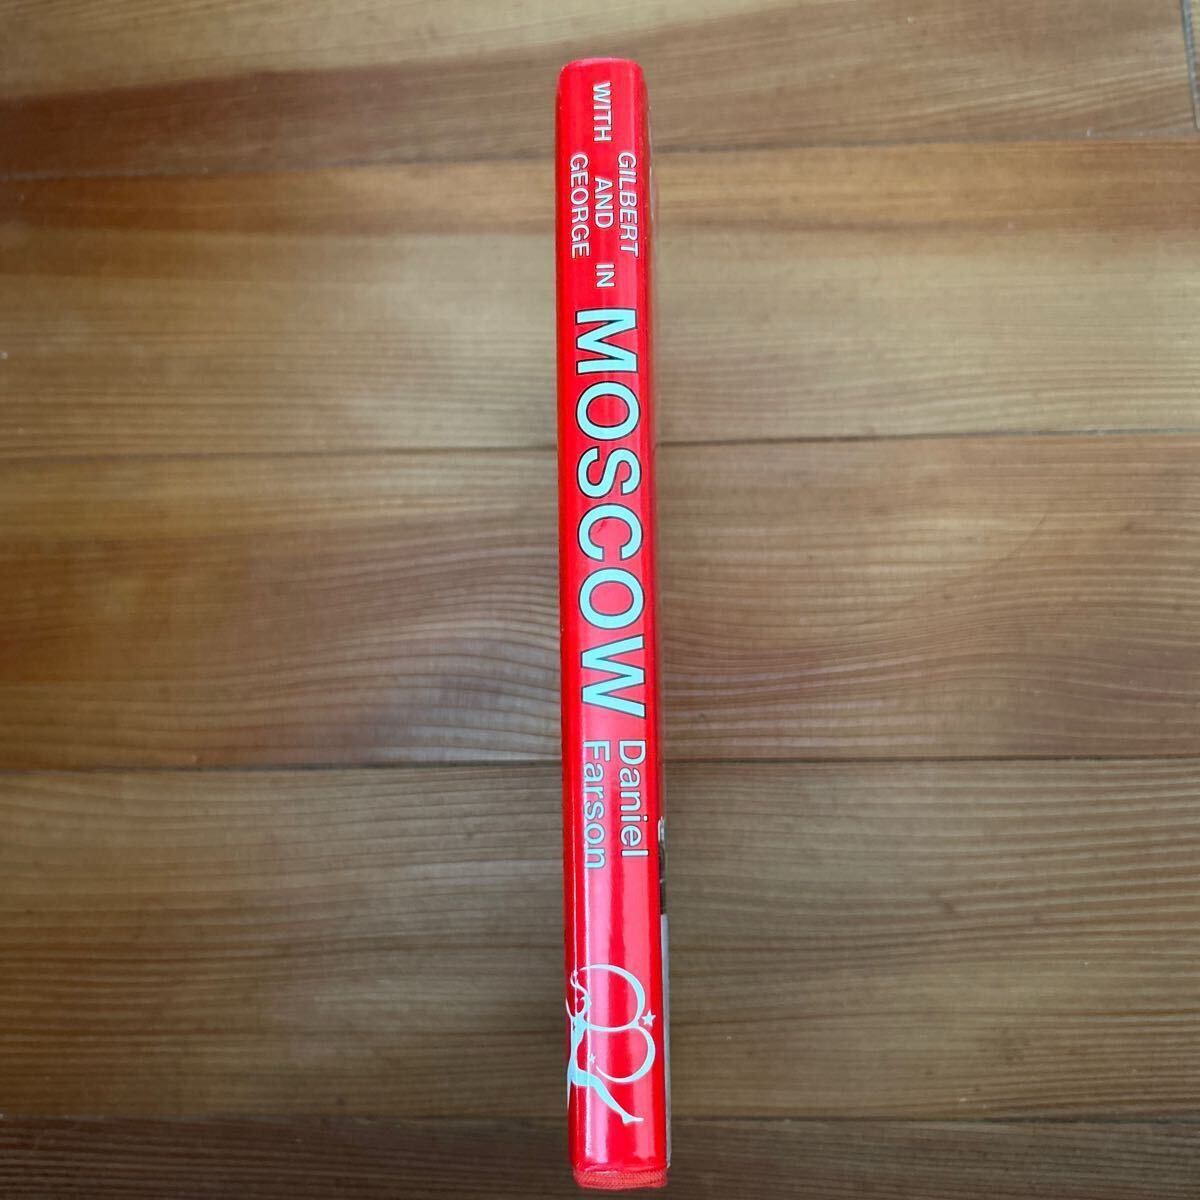 WITH
GILBERT
AND
GEORGE
IN
MOSCOW
Daniel
Farson